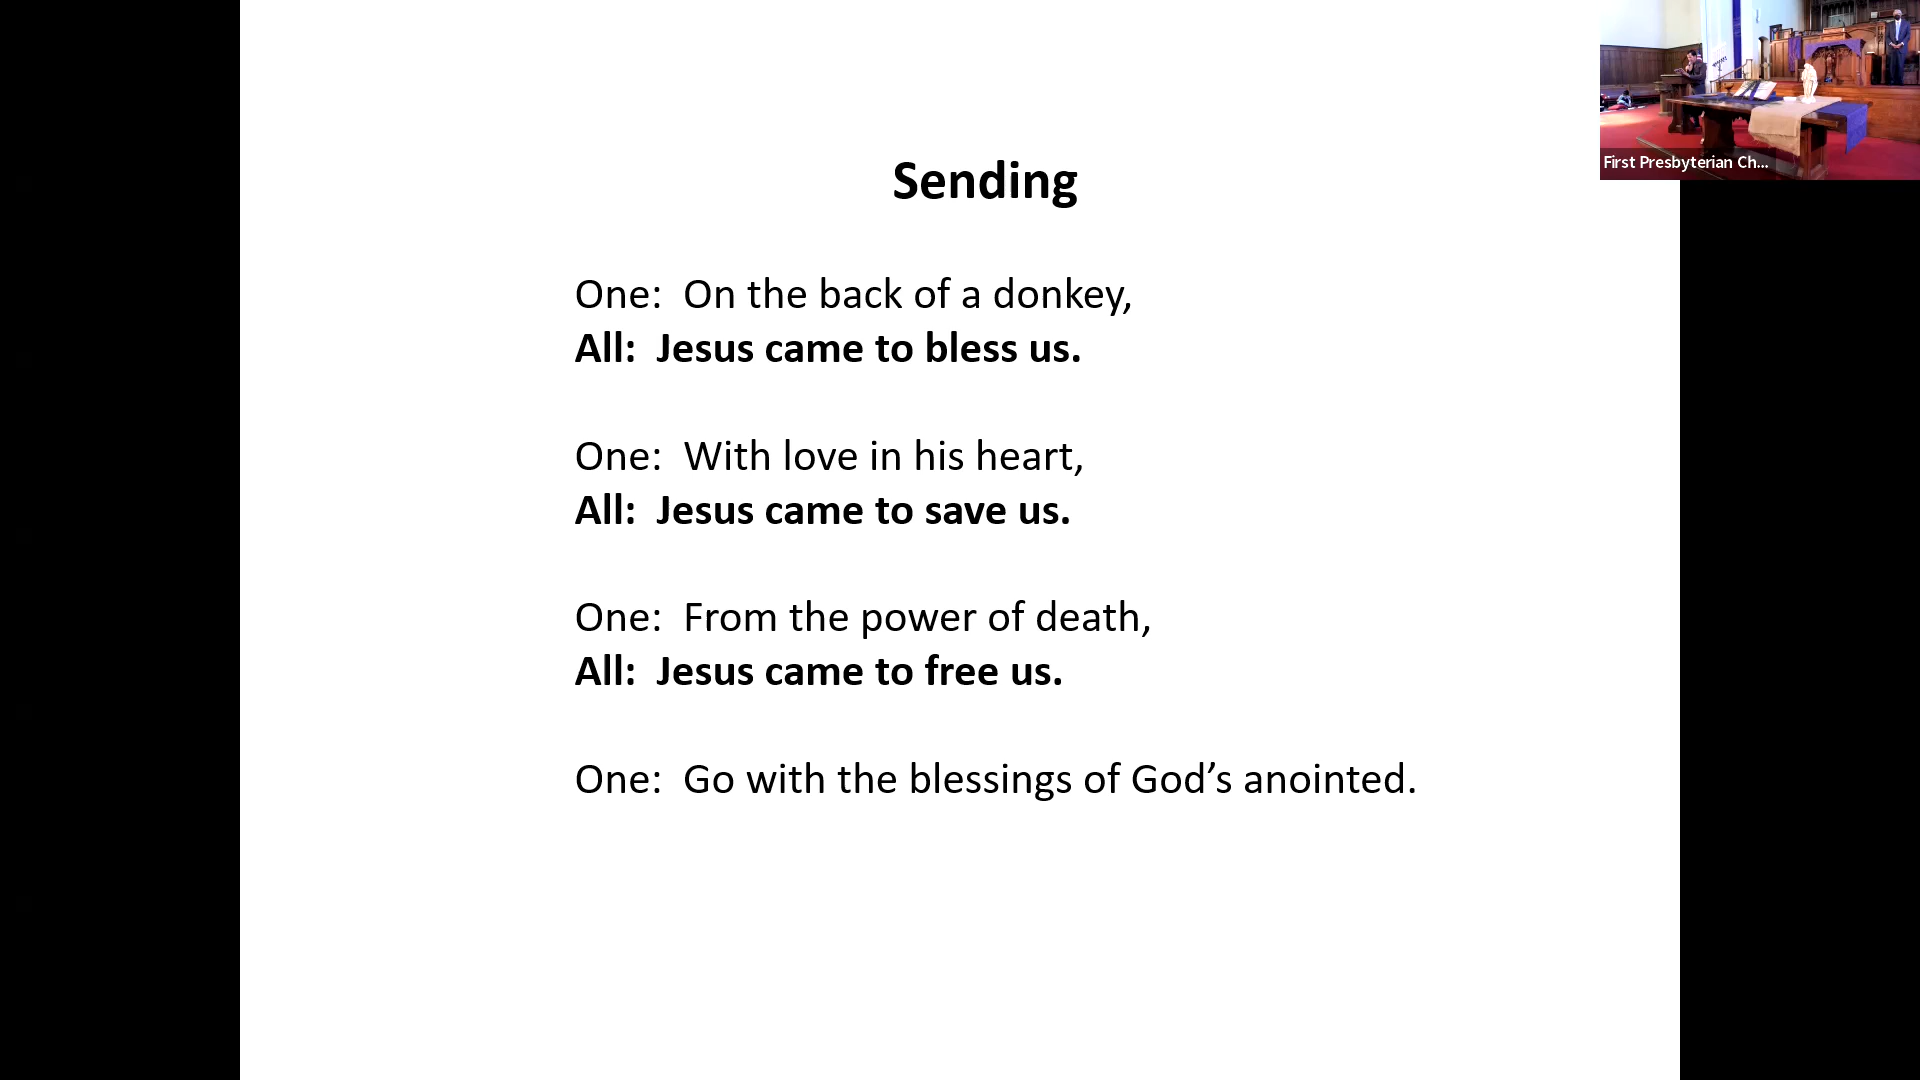 First Presbyterian Ch...
Sending
One: On the back of a donkey,
All: Jesus came to bless us.
One: With love in his heart,
All: Jesus came to save us.
One: From the power of death,
All: Jesus came to free us.
One: Go with the blessings of God’s anointed.